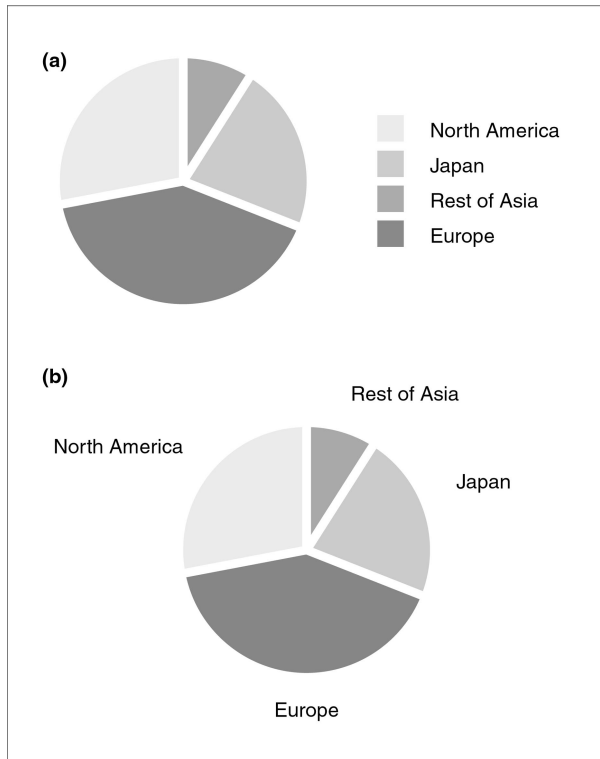 (a)
North America
Japan
Rest of Asia
Europe
(b)
Rest of Asia
North America
Japan
Europe